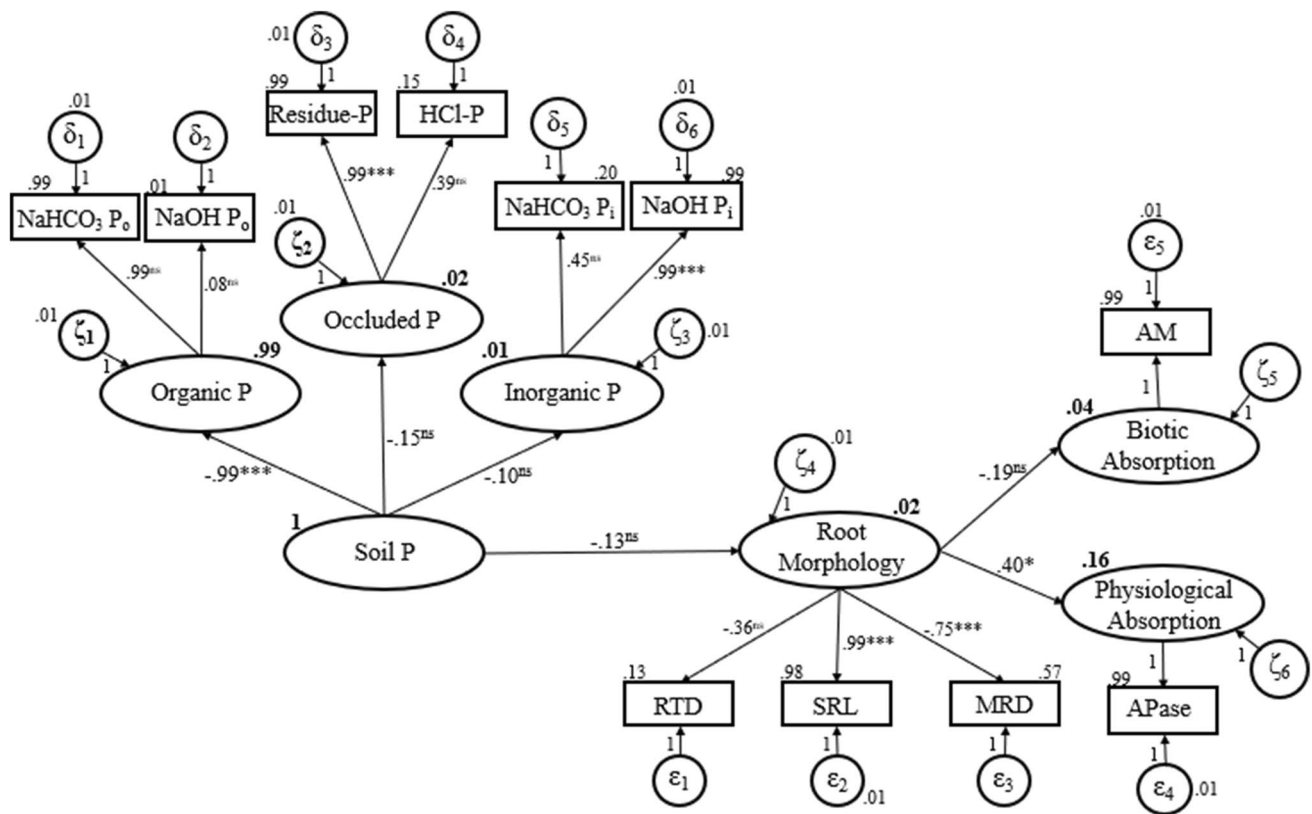 .01
δ₃
δ₄
1
1
.99
.15
Residue-P
HCl-P
.01
δ₁
δ₂
1
1
.99
.01
NaHCO₃ Pₒ
NaOH Pₒ
.01
δ₅
δ₆
1
1
.20
.99
NaHCO₃ Pᵢ
NaOH Pᵢ
.99***
.39ⁿˢ
.99ⁿˢ
.08ⁿˢ
.45ⁿˢ
.99***
.01
ζ₂
1
.02
Occluded P
.01
ζ₁
1
.99
Organic P
ζ₃
.01
1
.01
Inorganic P
-.99***
-.15ⁿˢ
-.10ⁿˢ
1
Soil P
-.13ⁿˢ
.01
ζ₄
1
.02
Root
Morphology
.01
ε₅
1
.99
AM
1
ζ₅
1
.04
Biotic
Absorption
-.19ⁿˢ
.40*
.16
Physiological
Absorption
1
ζ₆
1
.99
APase
1
ε₄
.01
-.36ⁿˢ
.99***
-.75***
.13
RTD
.98
SRL
.57
MRD
1
1
1
ε₁
ε₂
.01
ε₃